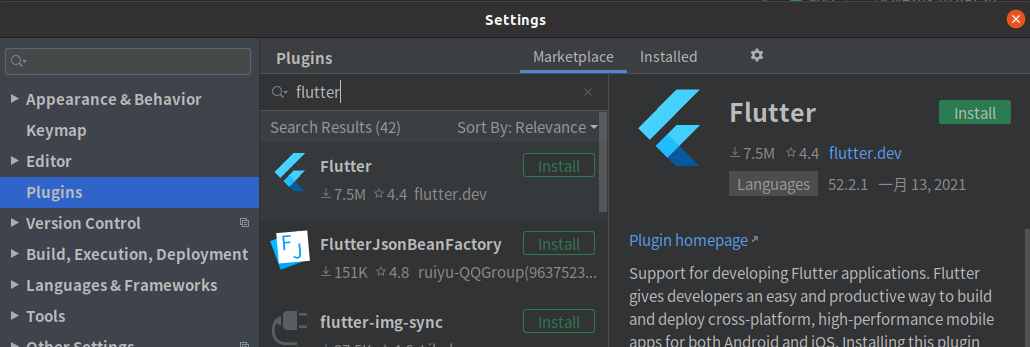 Settings
Appearance & Behavior
Keymap
Editor
Plugins
Version Control
Build, Execution, Deployment
Languages & Frameworks
Tools
Other Settings
Plugins
Marketplace
Installed
flutter
Search Results (42)
Sort By: Relevance
Flutter
Install
7.5M 4.4 flutter.dev
FlutterJsonBeanFactory
Install
151K 4.8 ruiyu-QQGroup(9637523...
flutter-img-sync
Install
Flutter
Install
7.5M 4.4 flutter.dev
Languages 52.2.1 一月 13, 2021
Plugin homepage
Support for developing Flutter applications. Flutter
gives developers an easy and productive way to build
and deploy cross-platform, high-performance mobile
apps for both Android and iOS. Installing this plugin